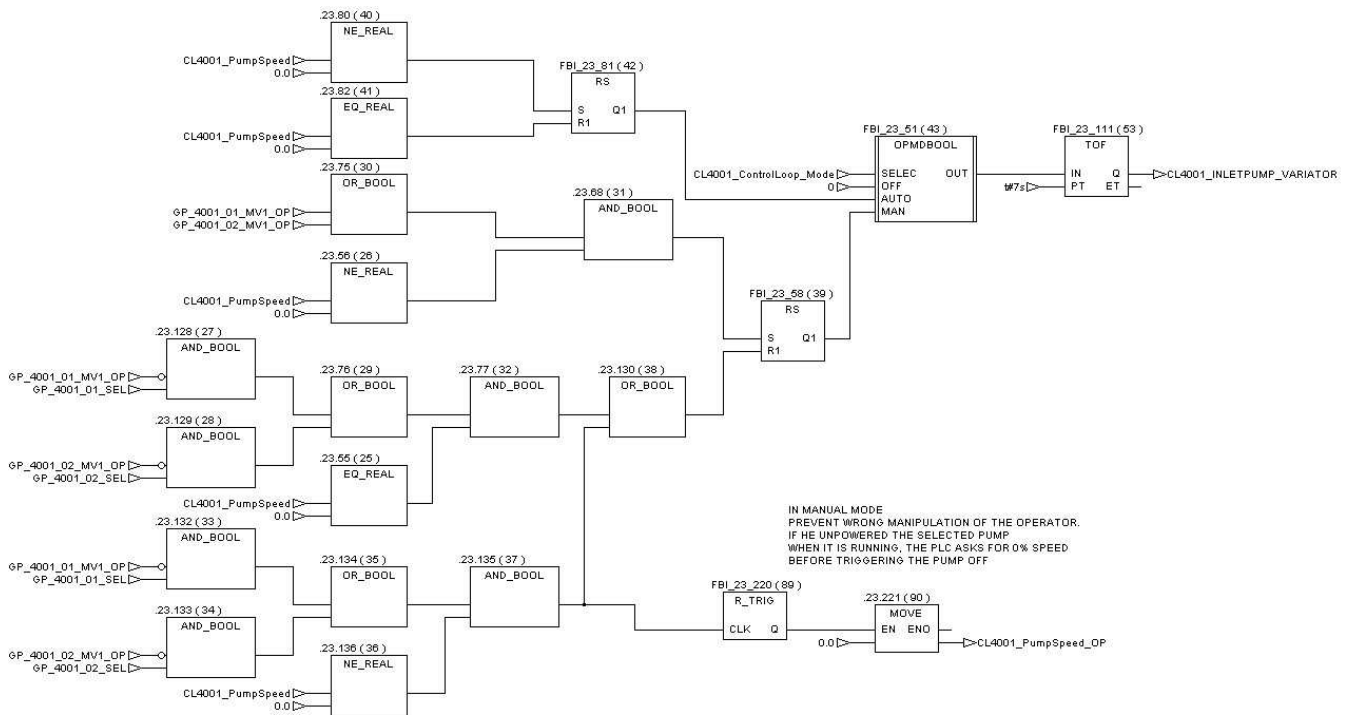 .23.80 (40)
NE_REAL
CL4001_PumpSpeed
0.0
.23.82 (41)
EQ_REAL
CL4001_PumpSpeed
0.0
FBI_23_81 (42)
RS
S Q1
R1
.23.75 (30)
OR_BOOL
GP_4001_01_MV1_OP
GP_4001_02_MV1_OP
.23.56 (26)
NE_REAL
CL4001_PumpSpeed
0.0
.23.68 (31)
AND_BOOL
FBI_23_51 (43)
OPMDBOOL
CL4001_ControlLoop_Mode
0
SELEC OUT
OFF
AUTO
MAN
FBI_23_111 (53)
TOF
IN Q
PT ET
t#7s
CL4001_INLETPUMP_VARIATOR
FBI_23_58 (39)
RS
S Q1
R1
.23.128 (27)
AND_BOOL
GP_4001_01_MV1_OP
GP_4001_01_SEL
.23.129 (28)
AND_BOOL
GP_4001_02_MV1_OP
GP_4001_02_SEL
.23.76 (29)
OR_BOOL
.23.55 (25)
EQ_REAL
CL4001_PumpSpeed
0.0
.23.77 (32)
AND_BOOL
.23.130 (38)
OR_BOOL
.23.132 (33)
AND_BOOL
GP_4001_01_MV1_OP
GP_4001_01_SEL
.23.133 (34)
AND_BOOL
GP_4001_02_MV1_OP
GP_4001_02_SEL
.23.134 (35)
OR_BOOL
.23.136 (36)
NE_REAL
CL4001_PumpSpeed
0.0
.23.135 (37)
AND_BOOL
IN MANUAL MODE
PREVENT WRONG MANIPULATION OF THE OPERATOR.
IF HE UNPOWERED THE SELECTED PUMP
WHEN IT IS RUNNING, THE PLC ASKS FOR 0% SPEED
BEFORE TRIGGERING THE PUMP OFF
FBI_23_220 (89)
R_TRIG
CLK Q
.23.221 (90)
MOVE
EN ENO
0.0
CL4001_PumpSpeed_OP